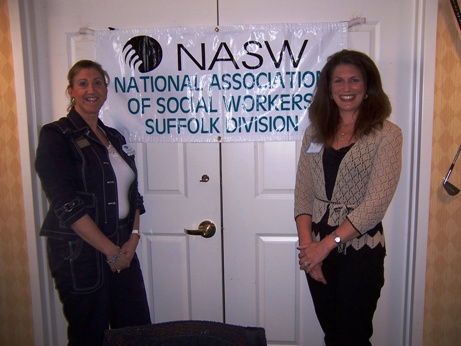 NASW
NATIONAL ASSOCIATION
OF SOCIAL WORKERS
SUFFOLK DIVISION